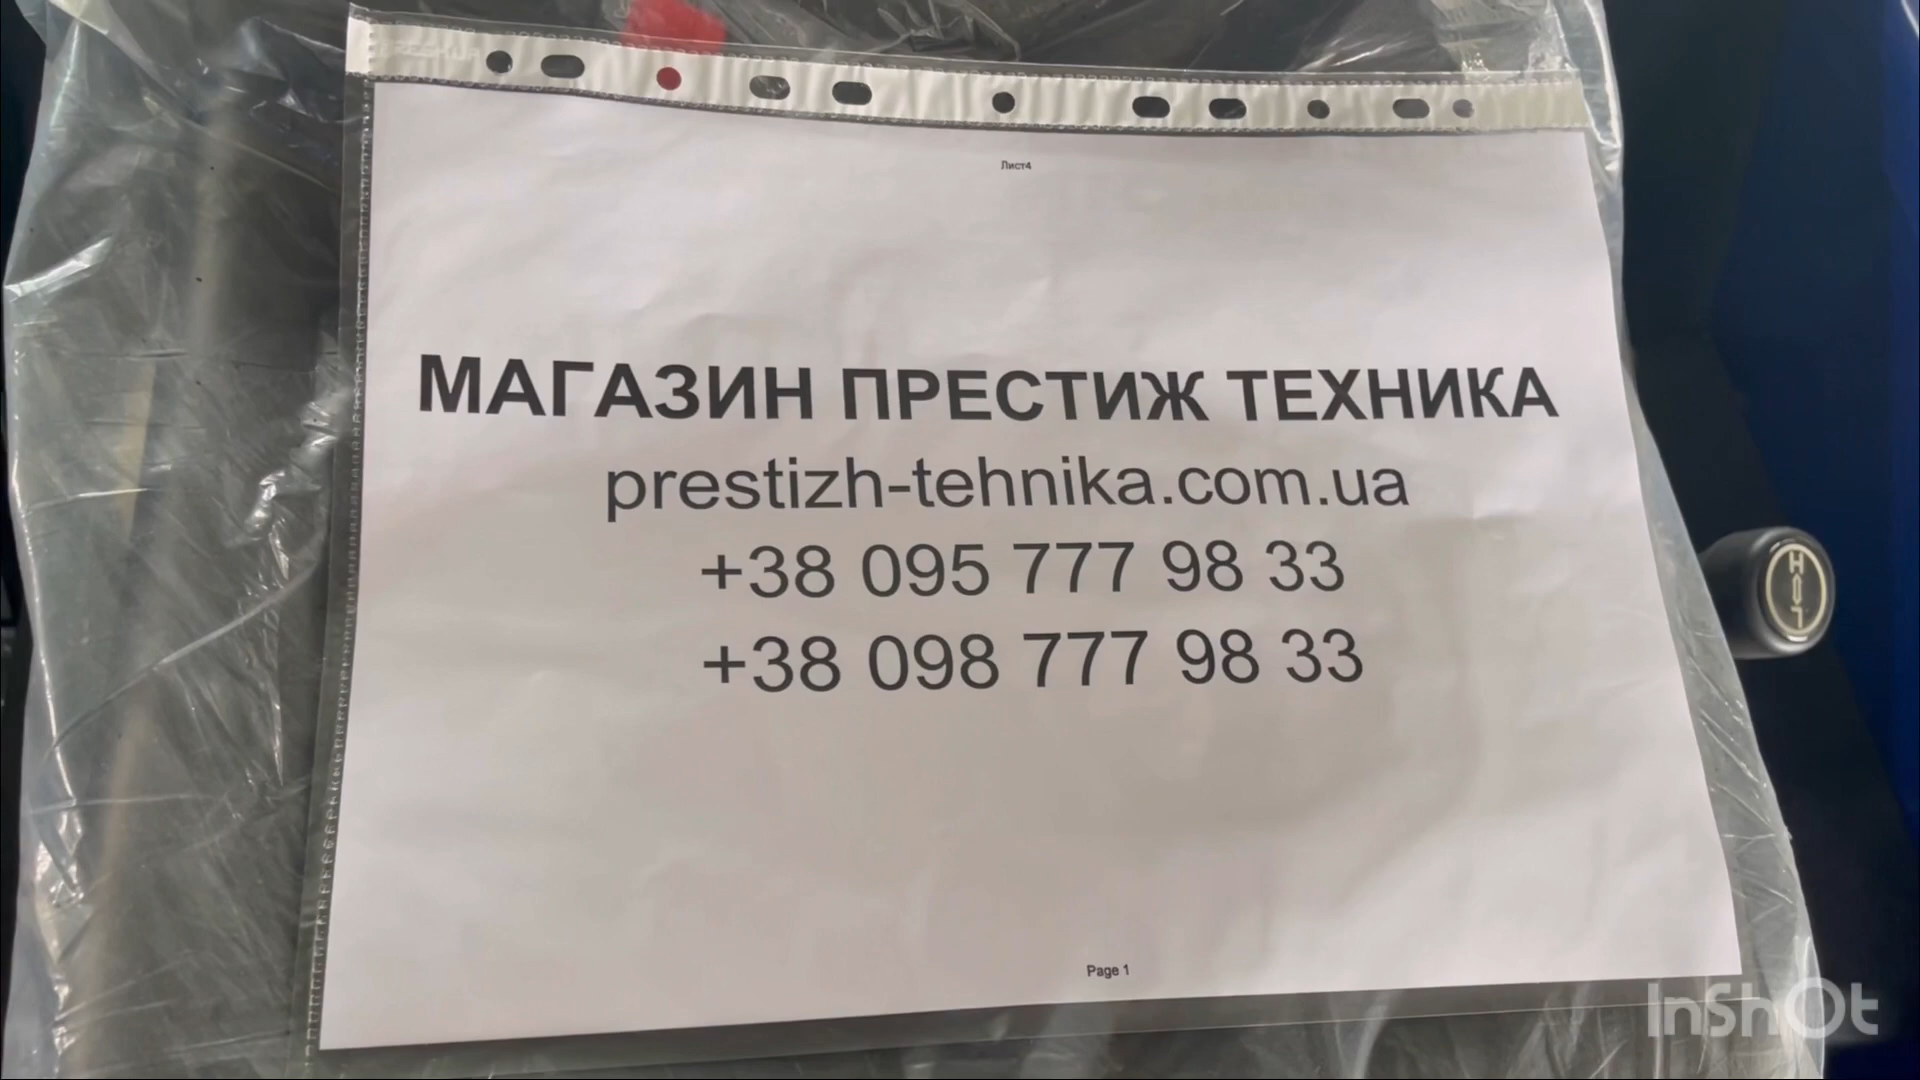 Лист4
МАГАЗИН ПРЕСТИЖ ТЕХНИКА
prestizh-tehnika.com.ua
+38 095 777 98 33
+38 098 777 98 33
Page 1
InShOt